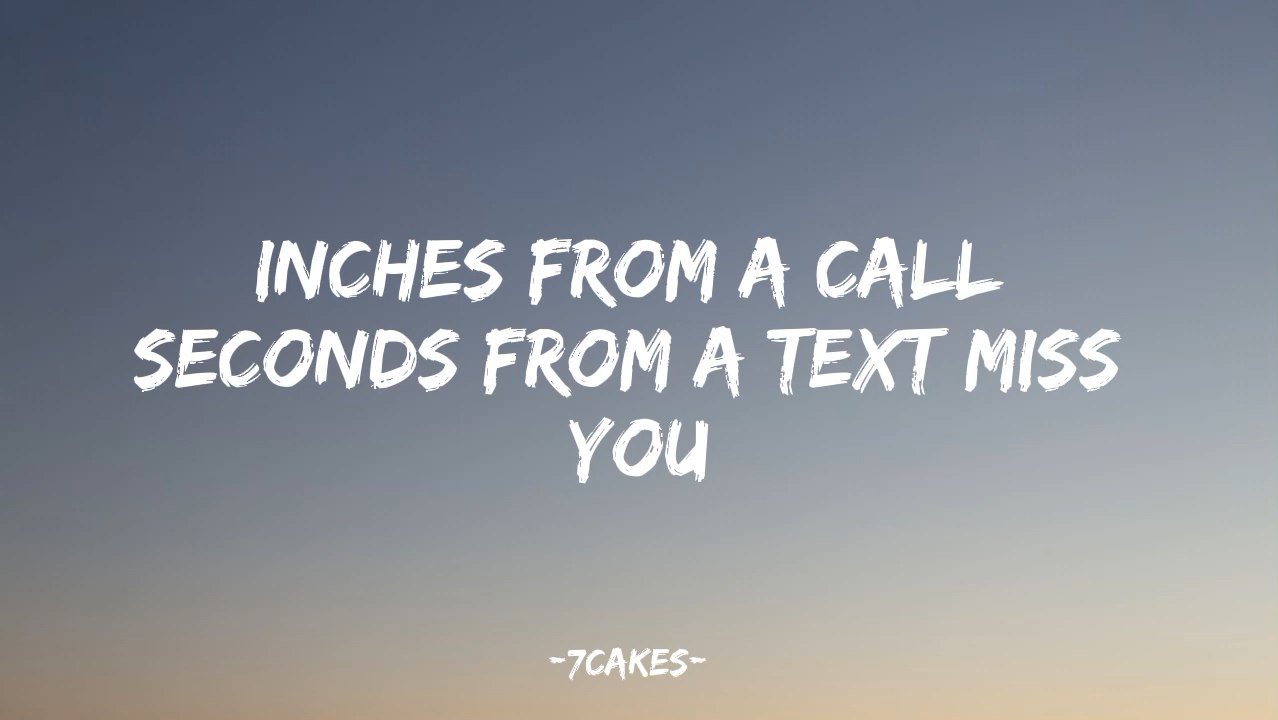 INCHES FROM A CALL
SECONDS FROM A TEXT MISS
YOU
-7CAKES-